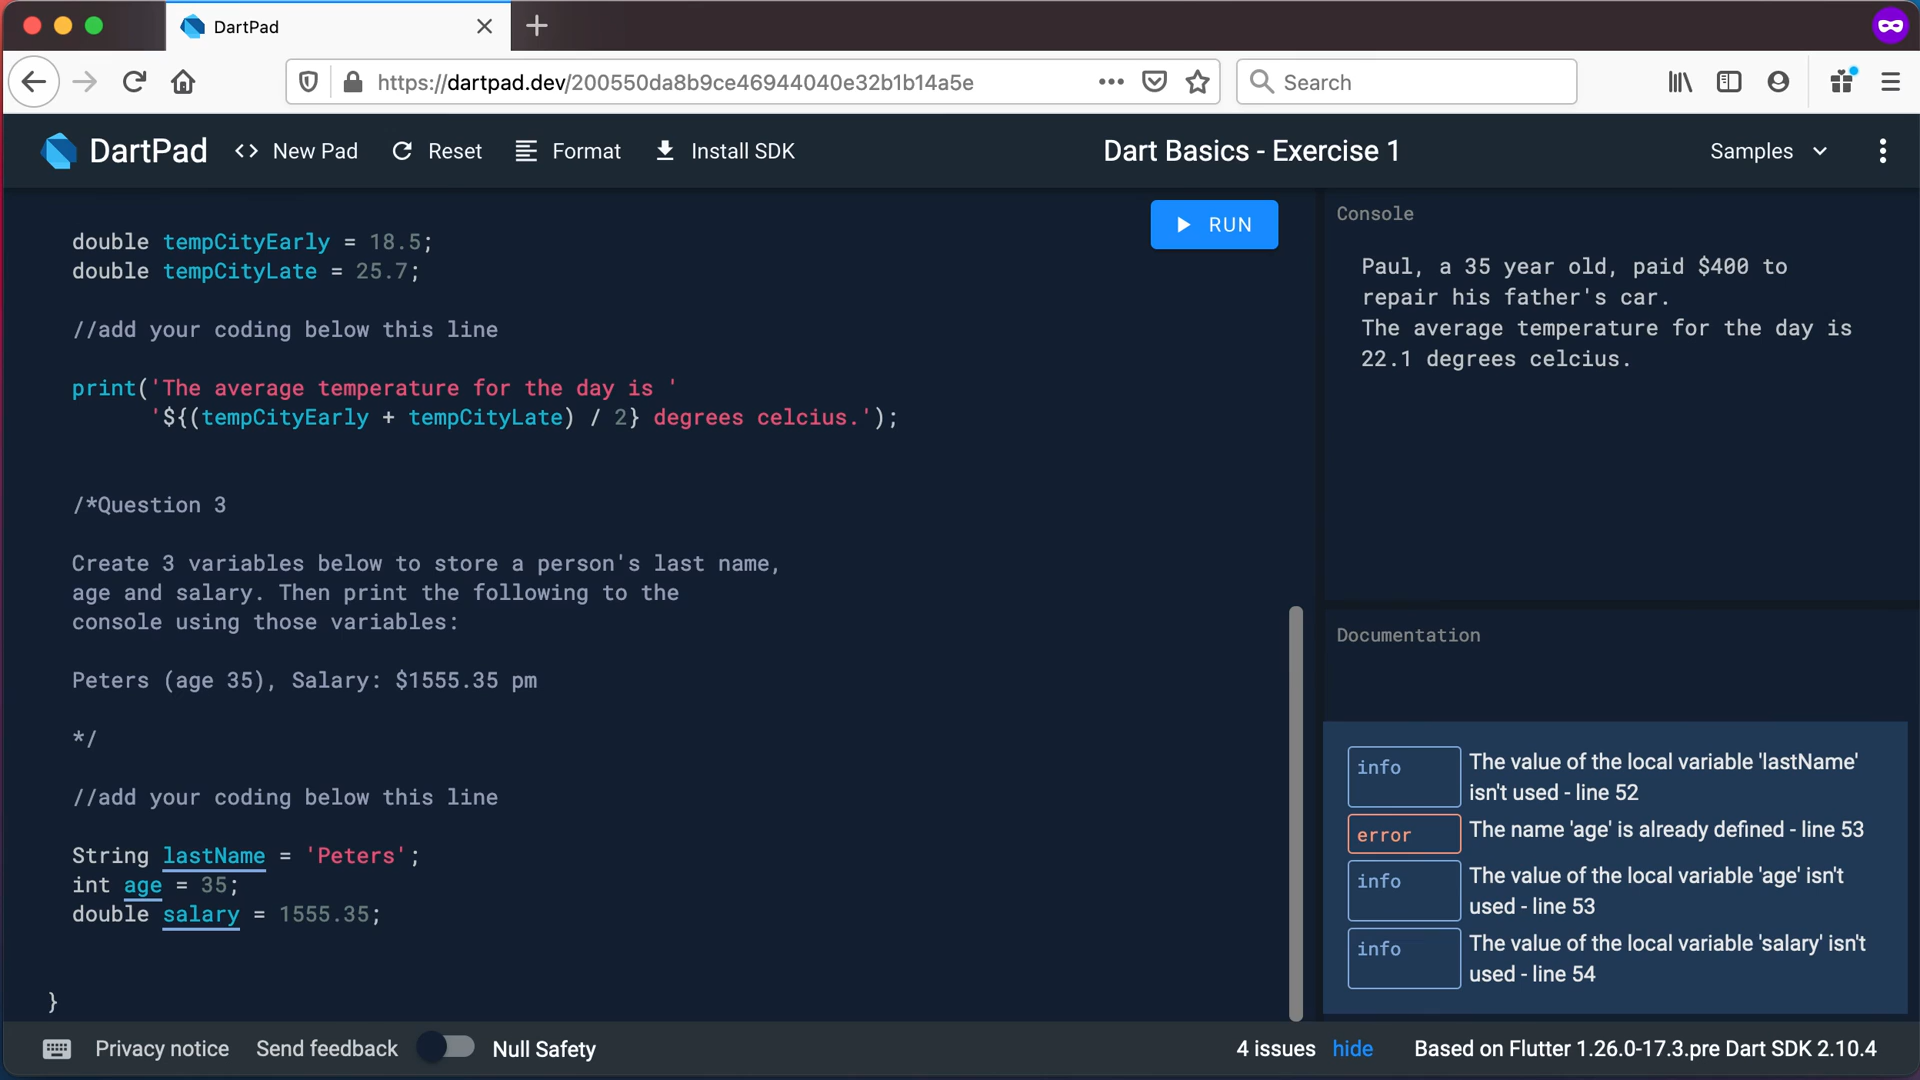 DartPad
https://dartpad.dev/200550da8b9ce46944040e32b1b14a5e
Search
DartPad
<> New Pad
Reset
Format
Install SDK
Dart Basics - Exercise 1
Samples
RUN
double tempCityEarly = 18.5;
double tempCityLate = 25.7;
//add your coding below this line
print('The average temperature for the day is '
'${(tempCityEarly + tempCityLate) / 2} degrees celcius.');
/*Question 3
Create 3 variables below to store a person's last name,
age and salary. Then print the following to the
console using those variables:
Peters (age 35), Salary: $1555.35 pm
*/
//add your coding below this line
String lastName = 'Peters';
int age = 35;
double salary = 1555.35;
}
Console
Paul, a 35 year old, paid $400 to
repair his father's car.
The average temperature for the day is
22.1 degrees celcius.
Documentation
info The value of the local variable 'lastName'
isn't used - line 52
error The name 'age' is already defined - line 53
info The value of the local variable 'age' isn't
used - line 53
info The value of the local variable 'salary' isn't
used - line 54
Privacy notice
Send feedback
Null Safety
4 issues hide
Based on Flutter 1.26.0-17.3.pre Dart SDK 2.10.4